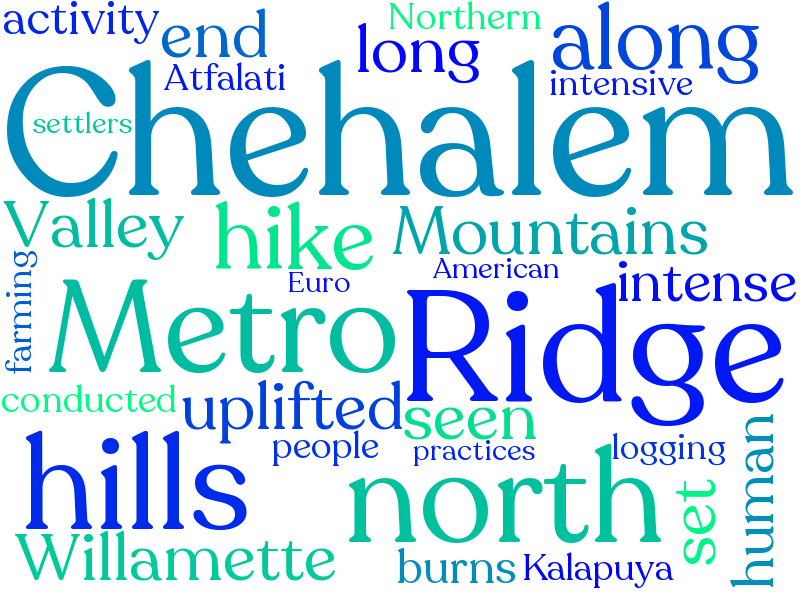 activity
end
Northern
long
along
Atfalati
intensive
Chehalem
settlers
Valley
hike
Mountains
American
Euro
intense
farming
Metro
Ridge
conducted
uplifted
seen
people
practices
logging
hills
north
set
human
Willamette
burns
Kalapuya